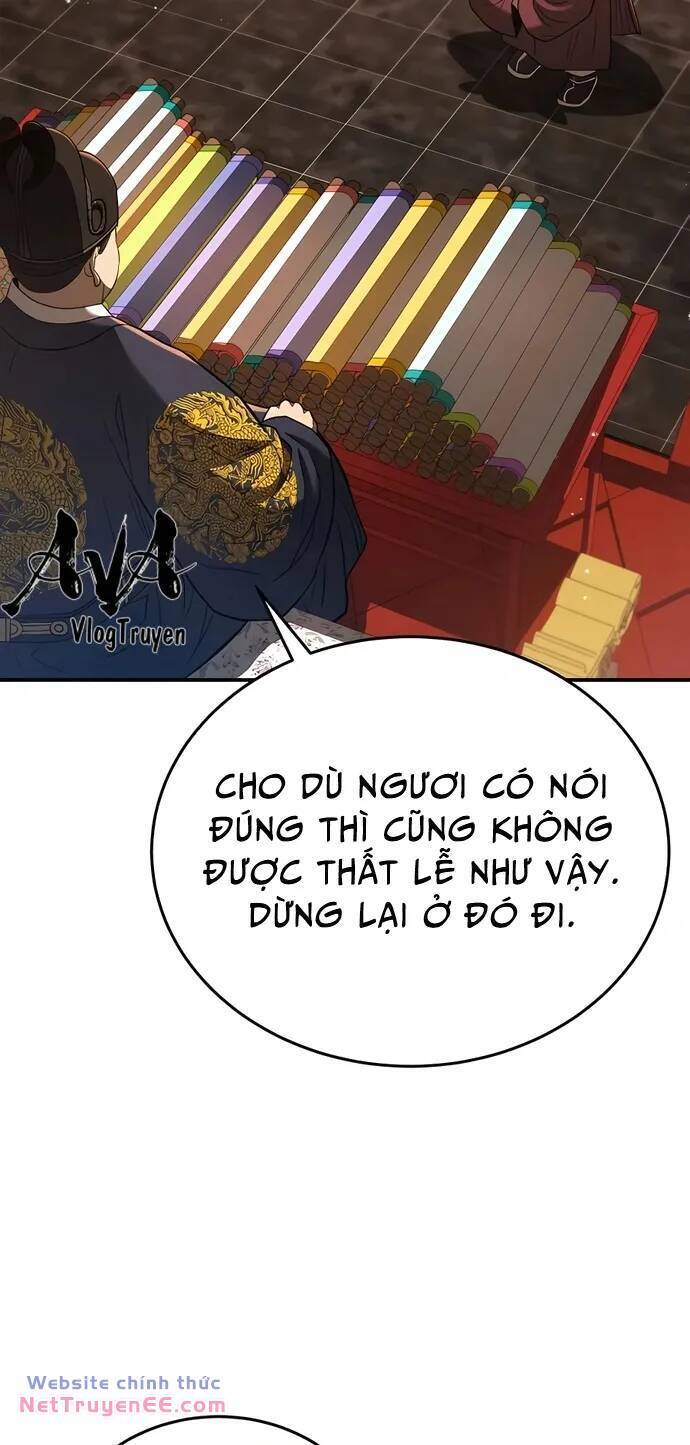 AVA
VlogTruyen
CHO DÙ NGƯƠI CÓ NÓI
ĐÚNG THÌ CŨNG KHÔNG
ĐƯỢC THẤT LỄ NHƯ VẬY.
DỪNG LẠI Ở ĐÓ ĐI.
Website chính thức
NetTruyenEE.com